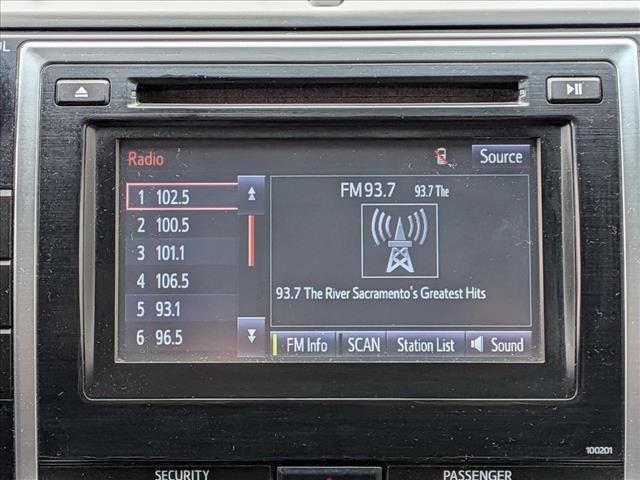 OL
Radio
Source
1 102.5
2 100.5
3 101.1
4 106.5
5 93.1
6 96.5
FM 93.7 93.7 The
93.7 The River Sacramento's Greatest Hits
FM Info SCAN Station List Sound
100201
SECURITY PASSENGER